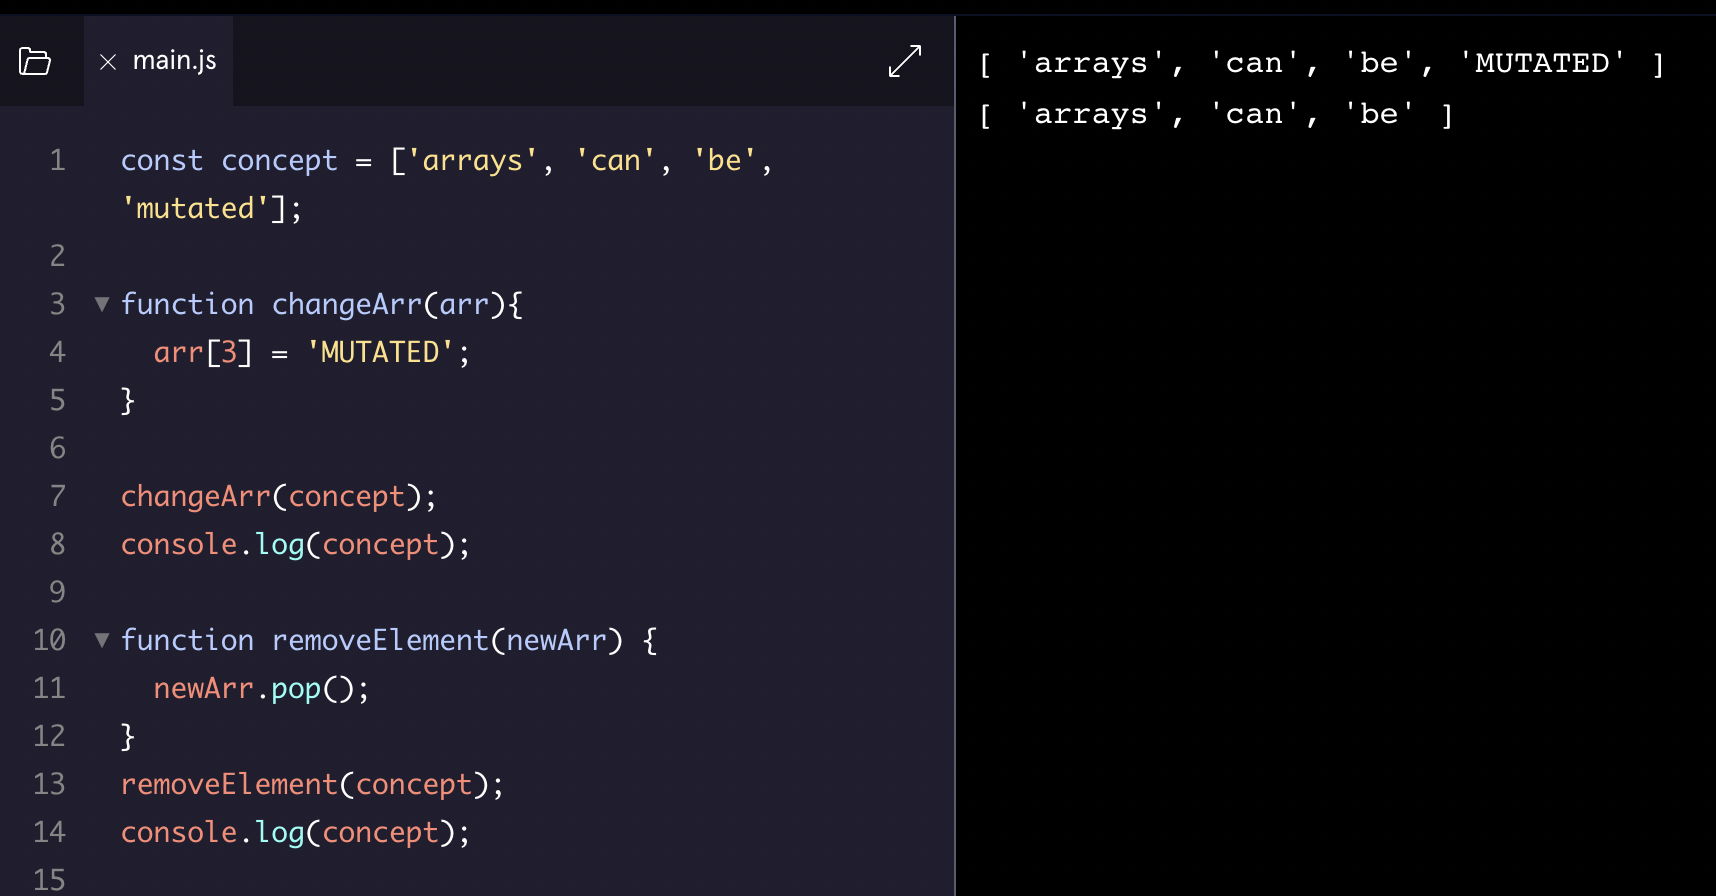 main.js
1 const concept = ['arrays', 'can', 'be',
'mutated'];
2
3 function changeArr(arr){
4 arr[3] = 'MUTATED';
5 }
6
7 changeArr(concept);
8 console.log(concept);
9
10 function removeElement(newArr) {
11 newArr.pop();
12 }
13 removeElement(concept);
14 console.log(concept);
15
[ 'arrays', 'can', 'be', 'MUTATED' ]
[ 'arrays', 'can', 'be' ]